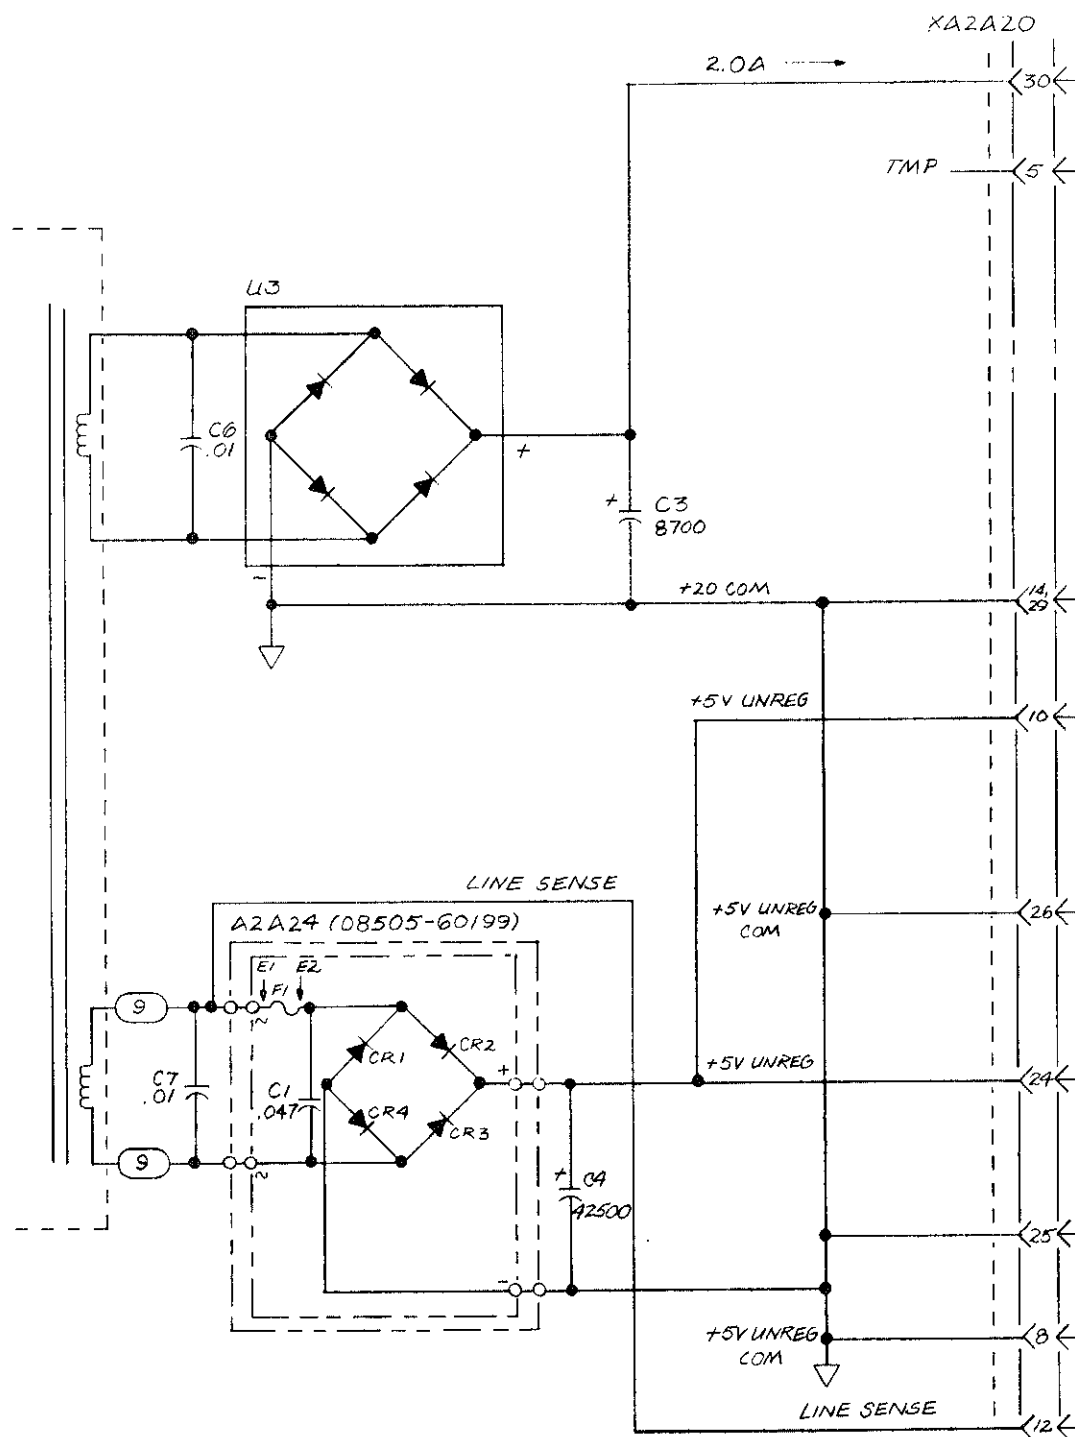 XA2A20
2.0A
30
TMP
5
U3
C6
.01
+
+
C3
8700
-
+20 COM
14,
29
+5V UNREG
10
LINE SENSE
A2A24 (08505-60199)
+5V UNREG
COM
26
E1
E2
F1
9
~
CR1
CR2
C7
.01
C1
.047
+
+5V UNREG
24
CR4
CR3
9
~
+
C4
42500
25
-
+5V UNREG
COM
8
LINE SENSE
12